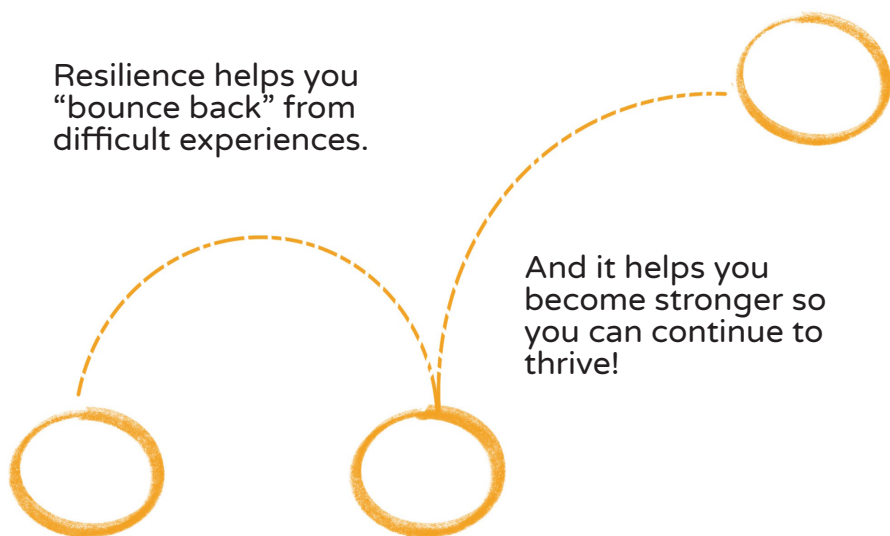 Resilience helps you
“bounce back” from
difficult experiences.
And it helps you
become stronger so
you can continue to
thrive!